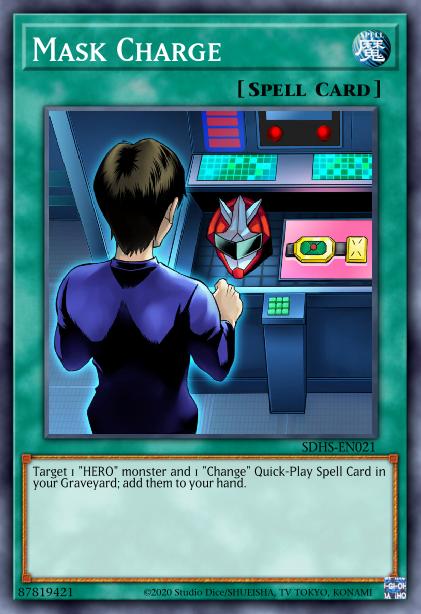 MASK CHARGE
SPELL
魔
[SPELL CARD]
SDHS-EN021
Target 1 "HERO" monster and 1 "Change" Quick-Play Spell Card in
your Graveyard; add them to your hand.
87819421
©2020 Studio Dice/SHUEISHA, TV TOKYO, KONAMI